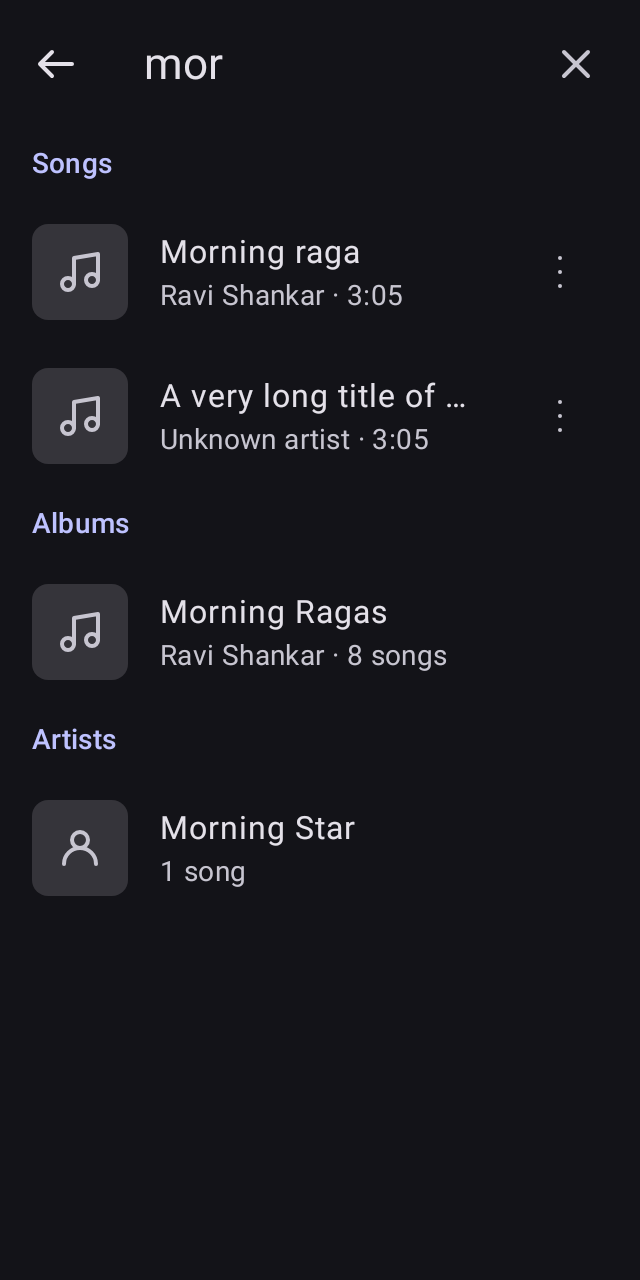 mor
Songs
Morning raga
Ravi Shankar · 3:05
A very long title of …
Unknown artist · 3:05
Albums
Morning Ragas
Ravi Shankar · 8 songs
Artists
Morning Star
1 song